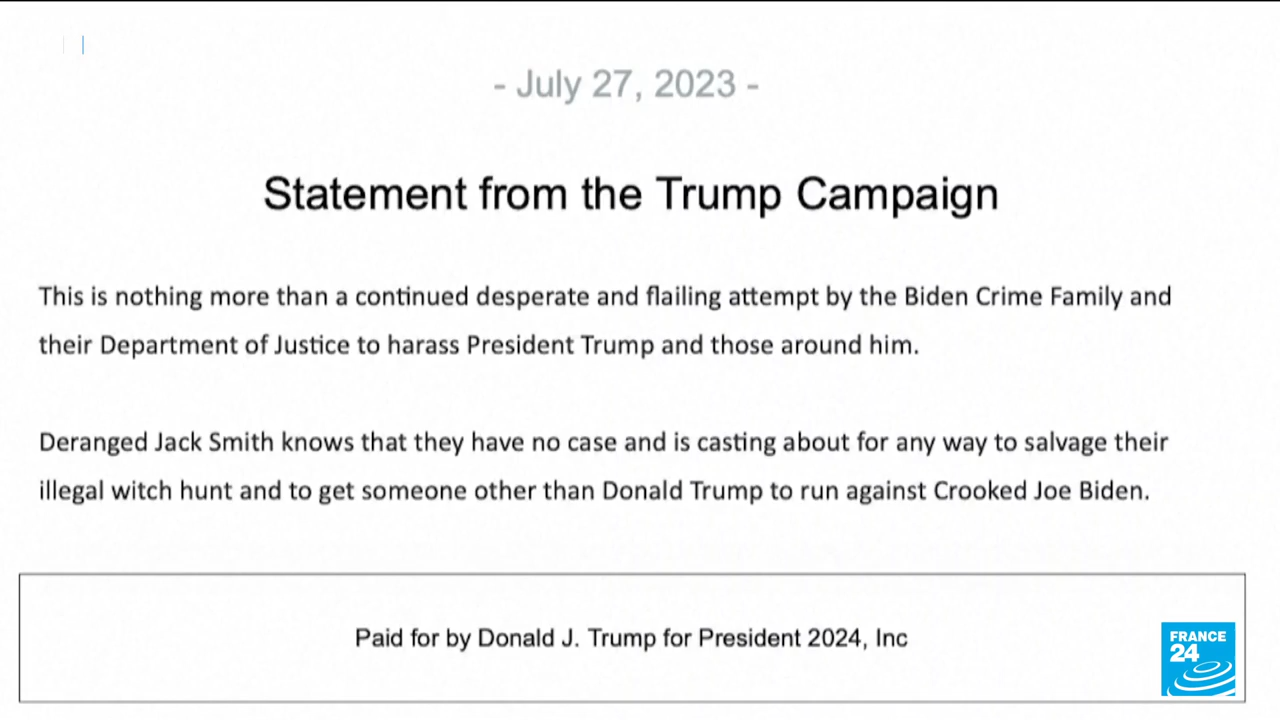 - July 27, 2023 -
Statement from the Trump Campaign
This is nothing more than a continued desperate and flailing attempt by the Biden Crime Family and
their Department of Justice to harass President Trump and those around him.
Deranged Jack Smith knows that they have no case and is casting about for any way to salvage their
illegal witch hunt and to get someone other than Donald Trump to run against Crooked Joe Biden.
Paid for by Donald J. Trump for President 2024, Inc
FRANCE
24